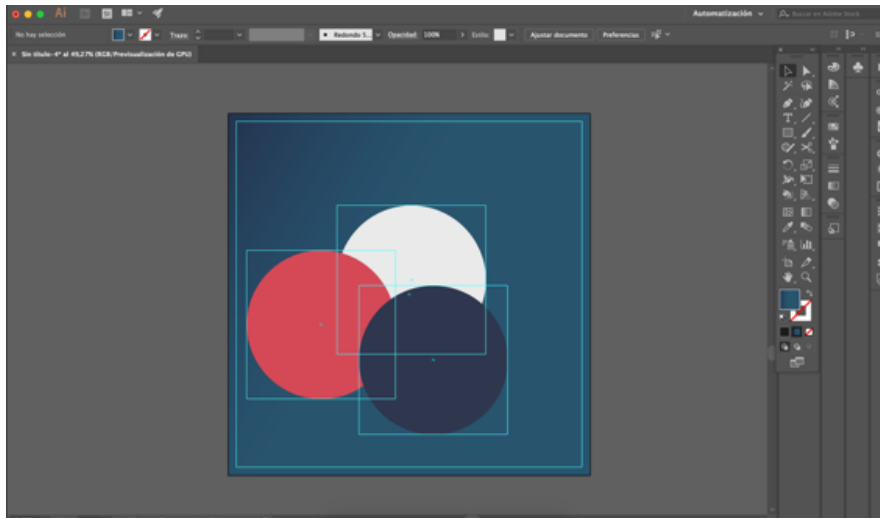 Ai
Automatización
Buscar en Adobe Stock
No hay selección
Trazo:
Redondo 5...
Opacidad: 100%
Estilo:
Ajustar documento
Preferencias
× Sin título-4* al 49,27% (RGB/Previsualización de GPU)